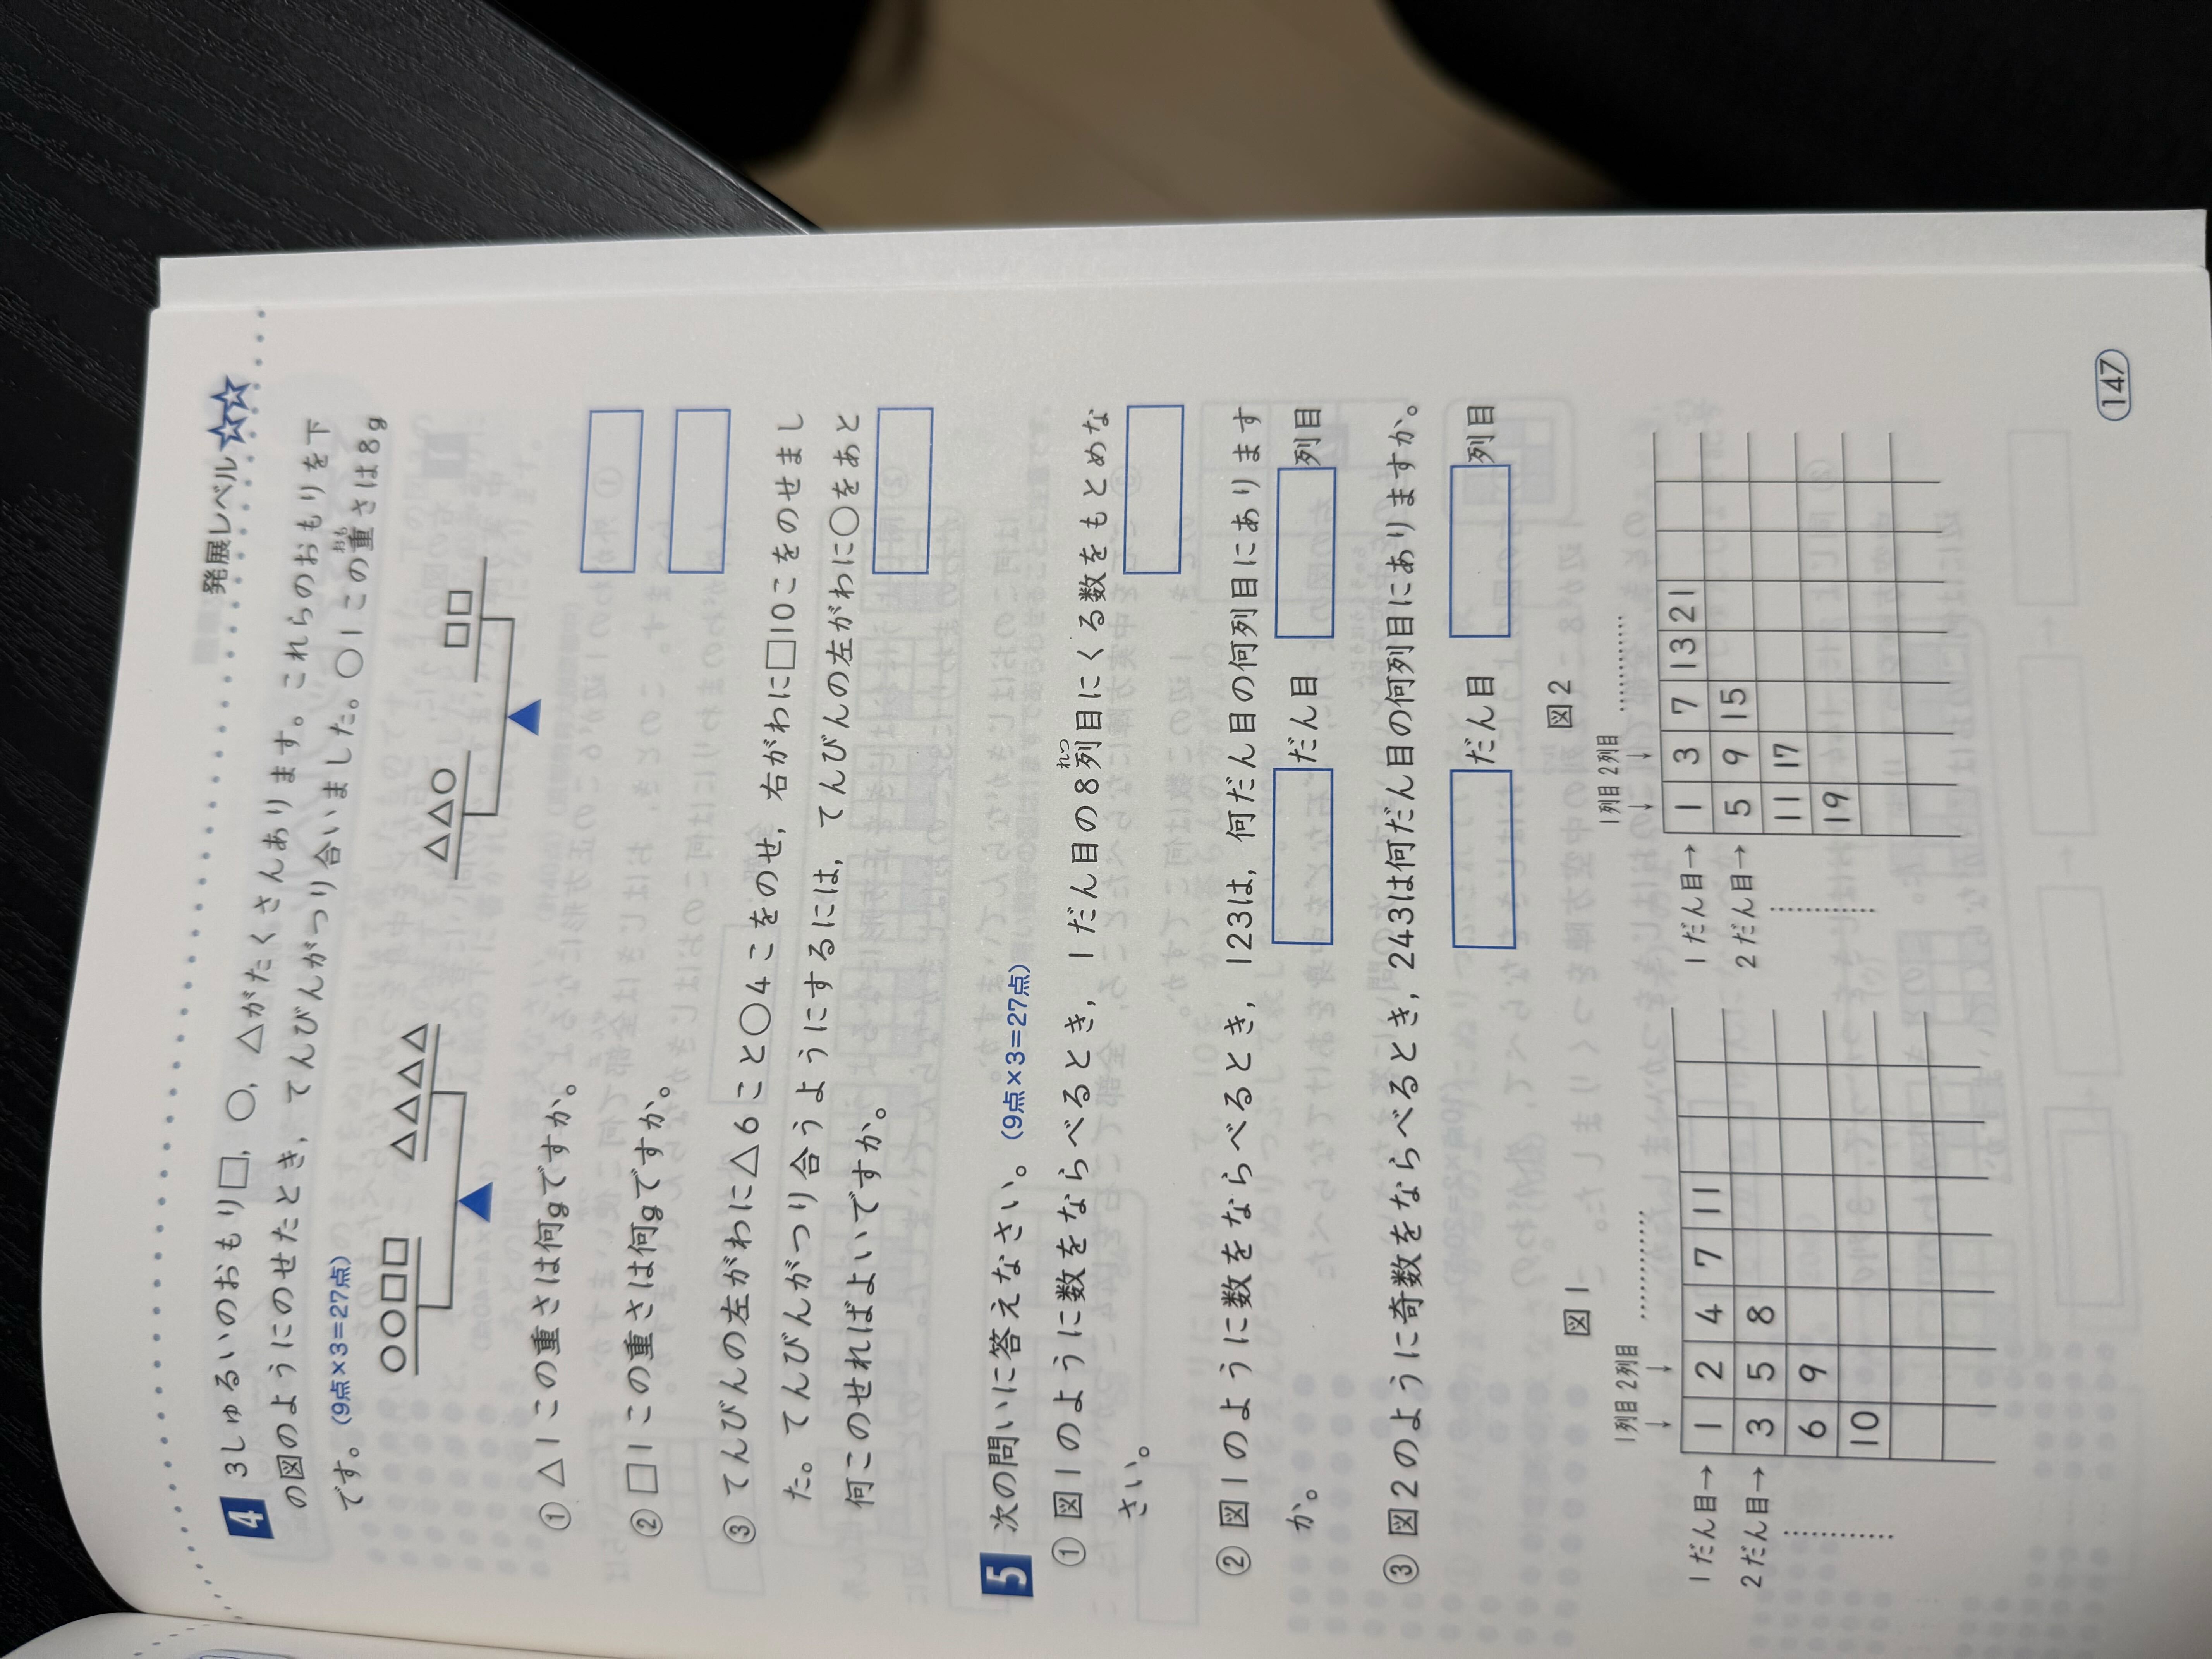 発展レベル☆☆
4 3しゅるいのおもり□, ○, △がたくさんあります。これらのおもりを下
の図のようにのせたとき, てんびんがつり合いました。○1この重さは8g
おも
です。(9点×3=27点)
○○□□ △△△△△ △△○ □□
① △1この重さは何gですか。
② □1この重さは何gですか。
③ てんびんの左がわに△6こと○4こをのせ, 右がわに□10こをのせまし
た。てんびんがつり合うようにするには, てんびんの左がわに○をあと
何このせればよいですか。
5 次の問いに答えなさい。(9点×3=27点)
① 図1のように数をならべるとき, 1だん目の8列目にくる数をもとめな
れつ
さい。
② 図1のように数をならべるとき, 123は, 何だん目の何列目にあります
か。 だん目 列目
③ 図2のように奇数をならべるとき, 243は何だん目の何列目にありますか。
だん目 列目
図1
1列目 2列目
↓ ↓ ………
1だん目→ 1 2 4 7 11
2だん目→ 3 5 8
6 9
10
図2
1列目 2列目
↓ ↓ ………
1だん目→ 1 3 7 13 21
2だん目→ 5 9 15
11 17
19
147